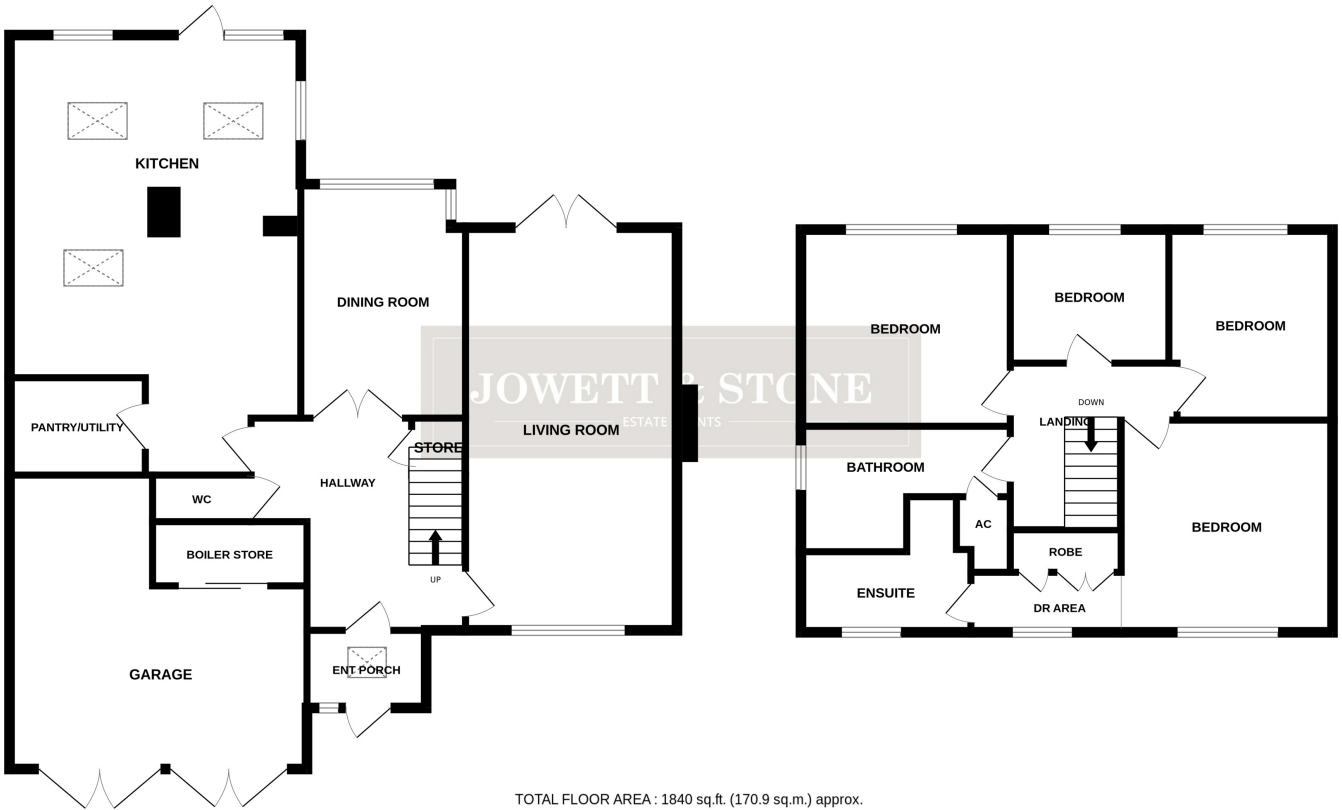 KITCHEN
DINING ROOM
PANTRY/UTILITY
STORE
LIVING ROOM
HALLWAY
WC
BOILER STORE
UP
ENT PORCH
GARAGE
BEDROOM
BEDROOM
BEDROOM
DOWN
LANDING
BATHROOM
AC
BEDROOM
ROBE
ENSUITE
DR AREA
JOWETT & STONE
ESTATE
TOTAL FLOOR AREA : 1840 sq.ft. (170.9 sq.m.) approx.